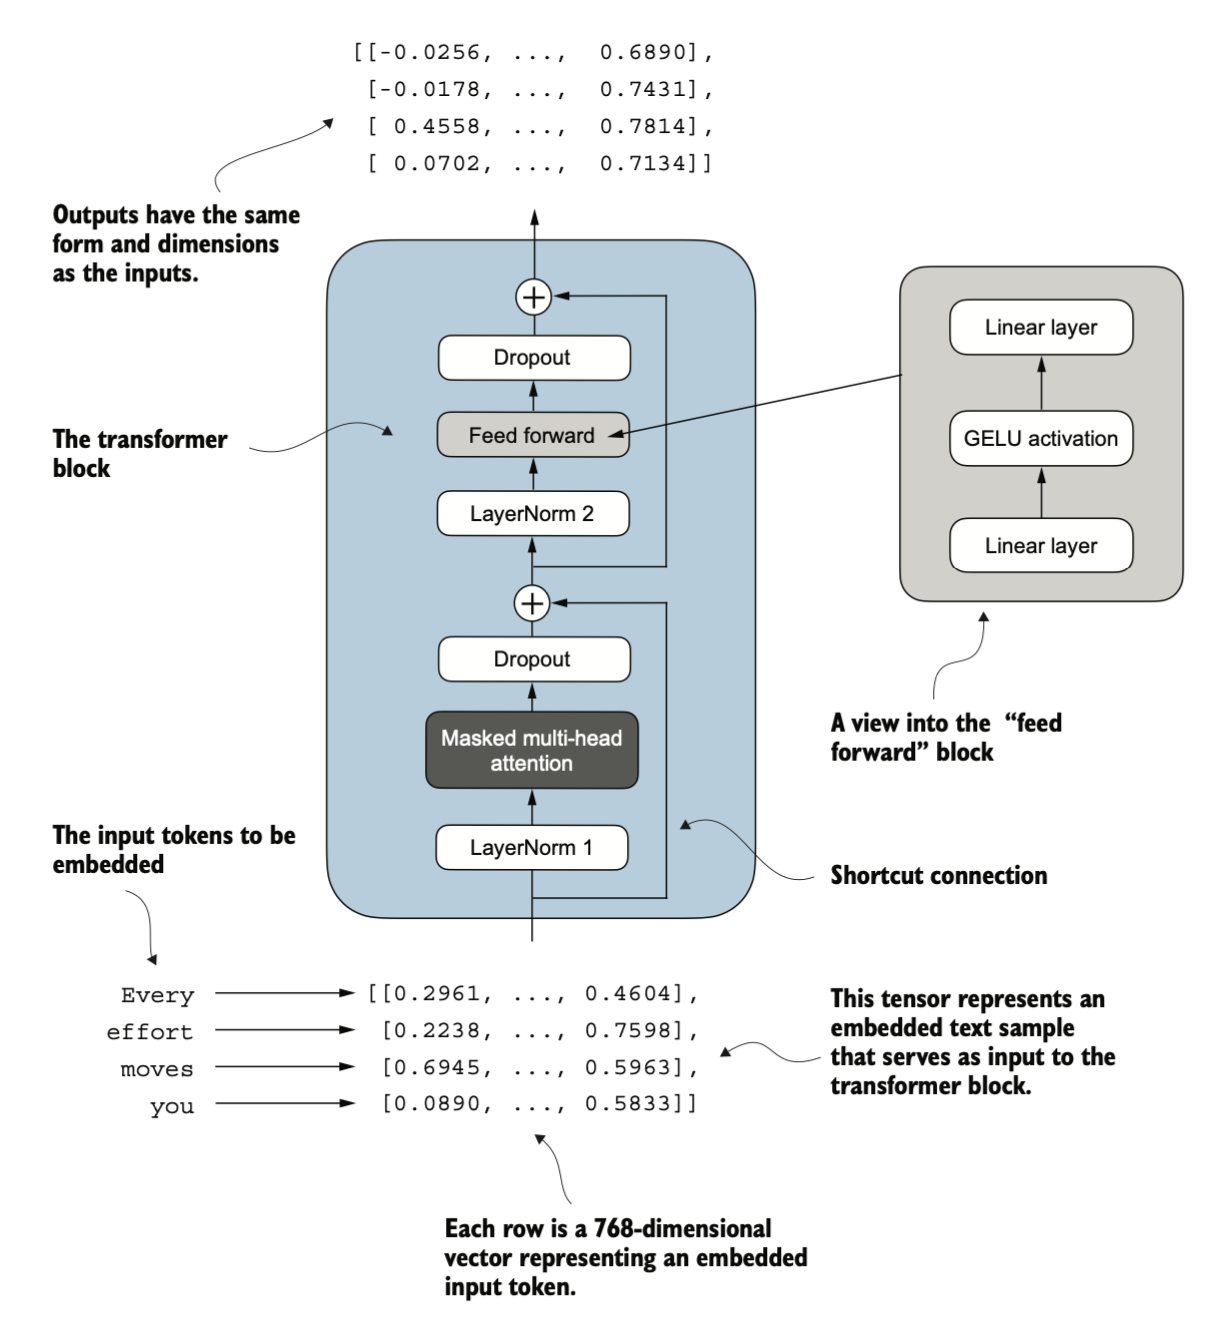 [[-0.0256, ..., 0.6890],
[-0.0178, ..., 0.7431],
[ 0.4558, ..., 0.7814],
[ 0.0702, ..., 0.7134]]
Outputs have the same
form and dimensions
as the inputs.
+
Dropout
Feed forward
LayerNorm 2
+
Dropout
Masked multi-head
attention
LayerNorm 1
The transformer
block
Linear layer
GELU activation
Linear layer
A view into the “feed
forward” block
Shortcut connection
The input tokens to be
embedded
Every [[0.2961, ..., 0.4604],
effort [0.2238, ..., 0.7598],
moves [0.6945, ..., 0.5963],
you [0.0890, ..., 0.5833]]
This tensor represents an
embedded text sample
that serves as input to the
transformer block.
Each row is a 768-dimensional
vector representing an embedded
input token.